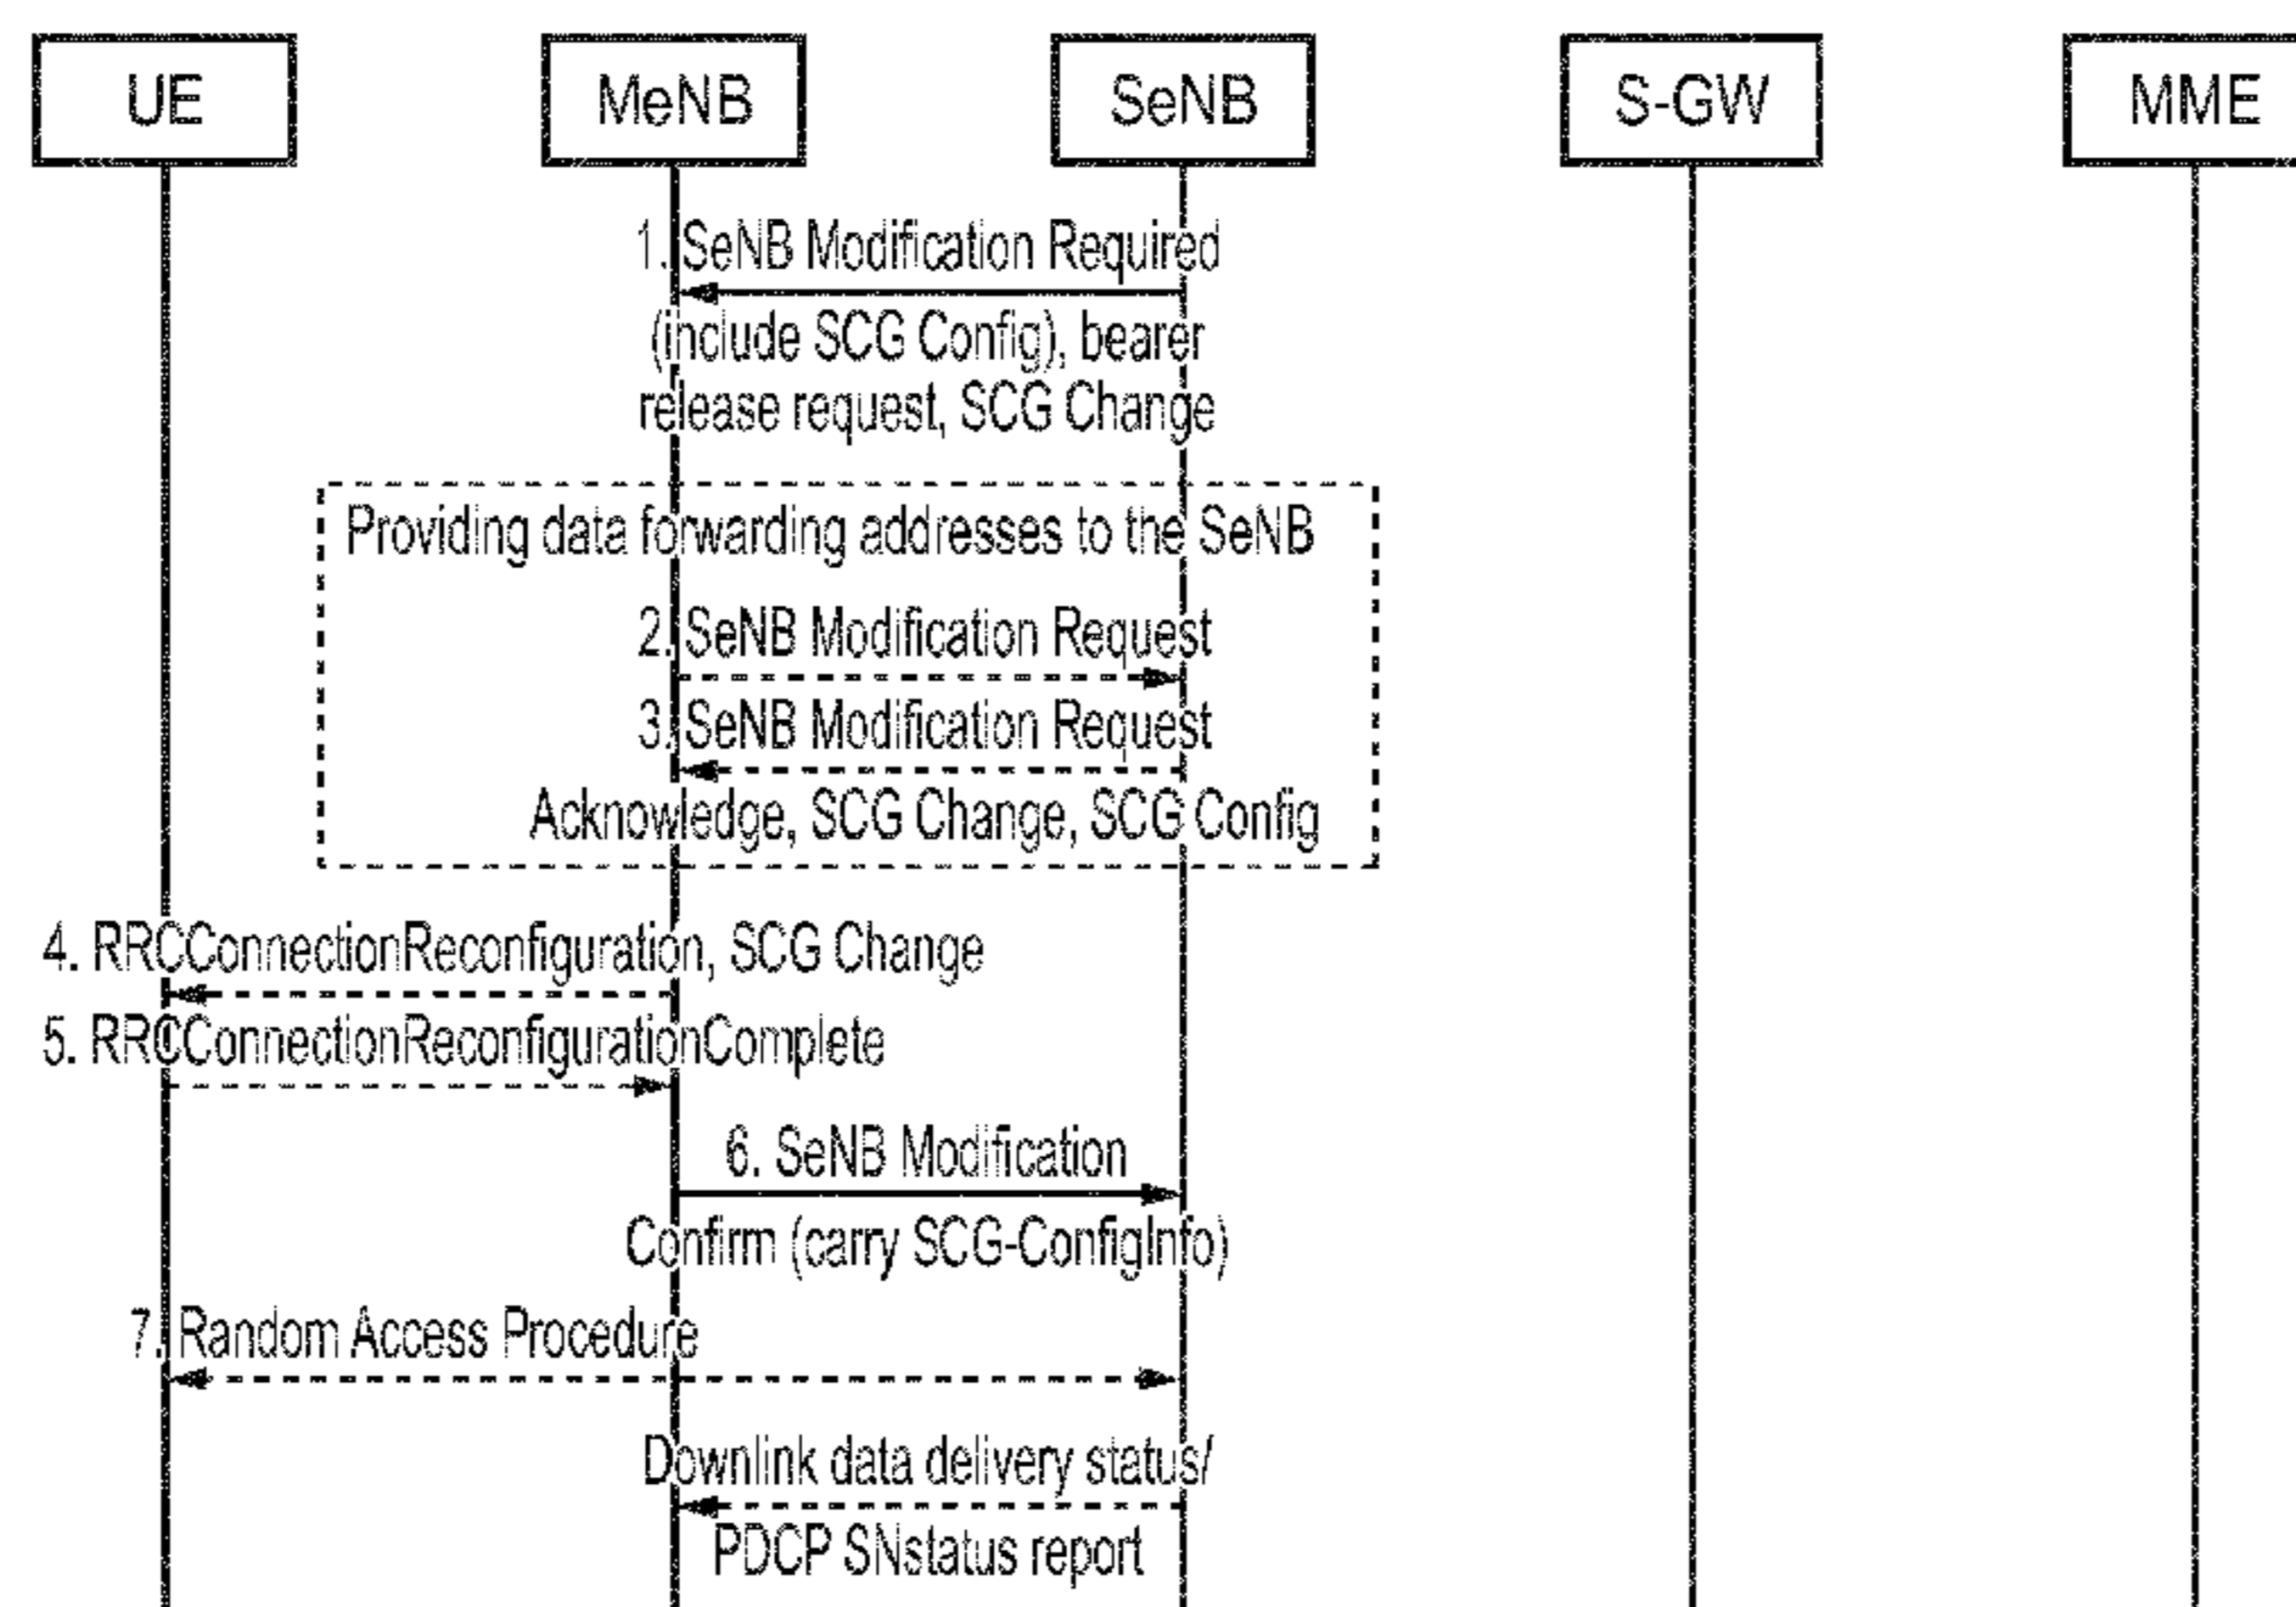 UE
MeNB
SeNB
S-GW
MME
1. SeNB Modification Required
(include SCG Config), bearer
release request, SCG Change
Providing data forwarding addresses to the SeNB
2. SeNB Modification Request
3. SeNB Modification Request
Acknowledge, SCG Change, SCG Config
4. RRCConnectionReconfiguration, SCG Change
5. RRCConnectionReconfigurationComplete
6. SeNB Modification
Confirm (carry SCG-ConfigInfo)
7. Random Access Procedure
Downlink data delivery status/
PDCP SNstatus report